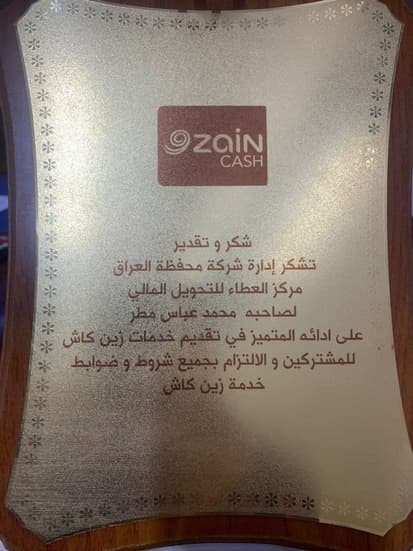 zain
CASH
شكر و تقدير
تشكر إدارة شركة محفظة العراق
مركز العطاء للتحويل المالي
لصاحبه محمد عباس مطر
على ادائه المتميز في تقديم خدمات زين كاش
للمشتركين و الالتزام بجميع شروط و ضوابط
خدمة زين كاش